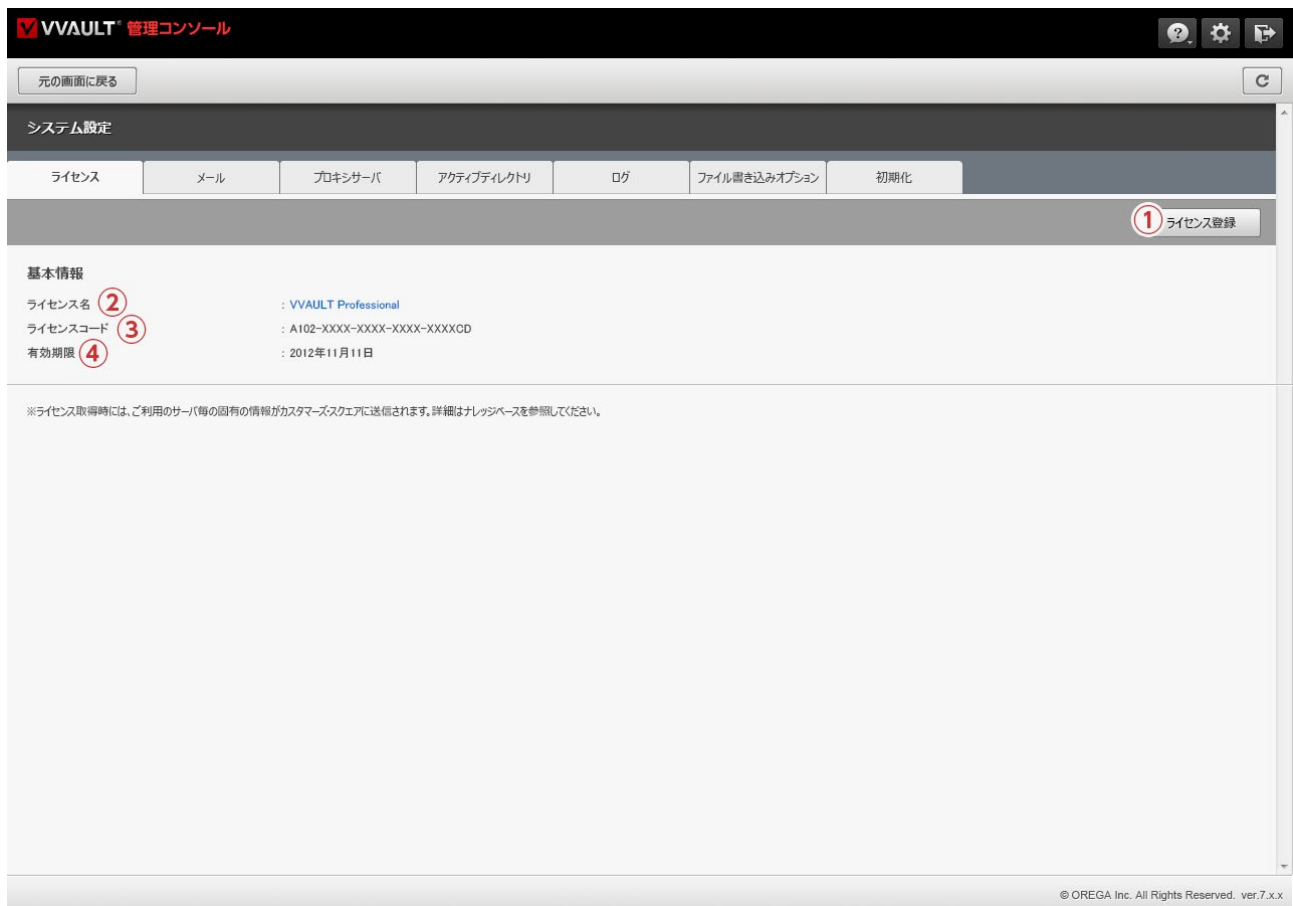 VVAULT® 管理コンソール
元の画面に戻る
システム設定
ライセンス メール プロキシサーバ アクティブディレクトリ ログ ファイル書き込みオプション 初期化
① ライセンス登録
基本情報
ライセンス名 ② : VVAULT Professional
ライセンスコード ③ : A102-XXXX-XXXX-XXXX-XXXXCD
有効期限 ④ : 2012年11月11日
※ライセンス取得時には、ご利用のサーバ毎の固有の情報がカスタマーズ・スクエアに送信されます。詳細はナレッジベースを参照してください。
© OREGA Inc. All Rights Reserved. ver.7.x.x